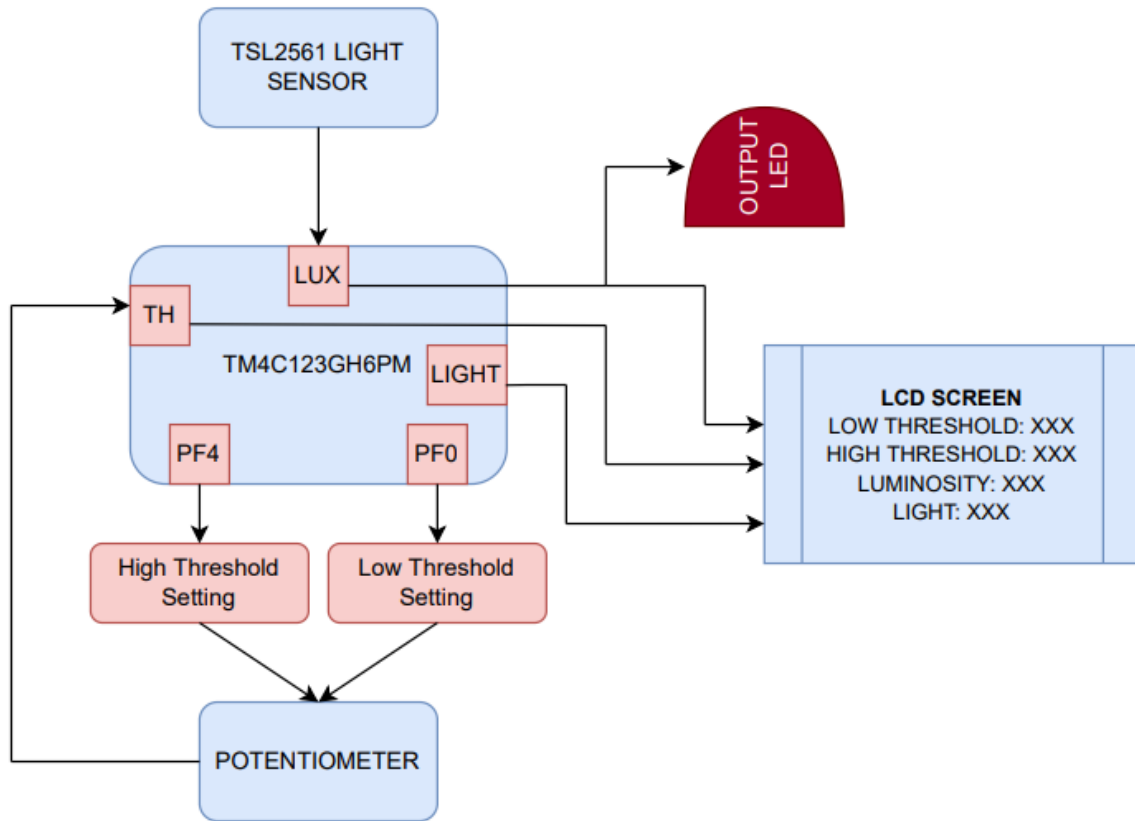 TSL2561 LIGHT
SENSOR
OUTPUT
LED
LUX
TH
TM4C123GH6PM
LIGHT
PF4
PF0
LCD SCREEN
LOW THRESHOLD: XXX
HIGH THRESHOLD: XXX
LUMINOSITY: XXX
LIGHT: XXX
High Threshold
Setting
Low Threshold
Setting
POTENTIOMETER